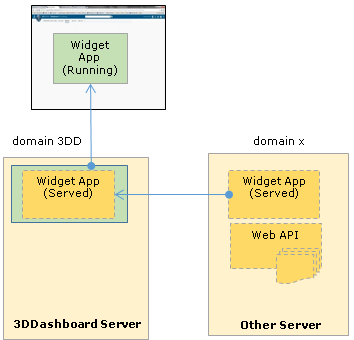 Widget
App
(Running)
domain 3DD
domain x
Widget App
(Served)
Widget App
(Served)
Web API
3DDashboard Server
Other Server